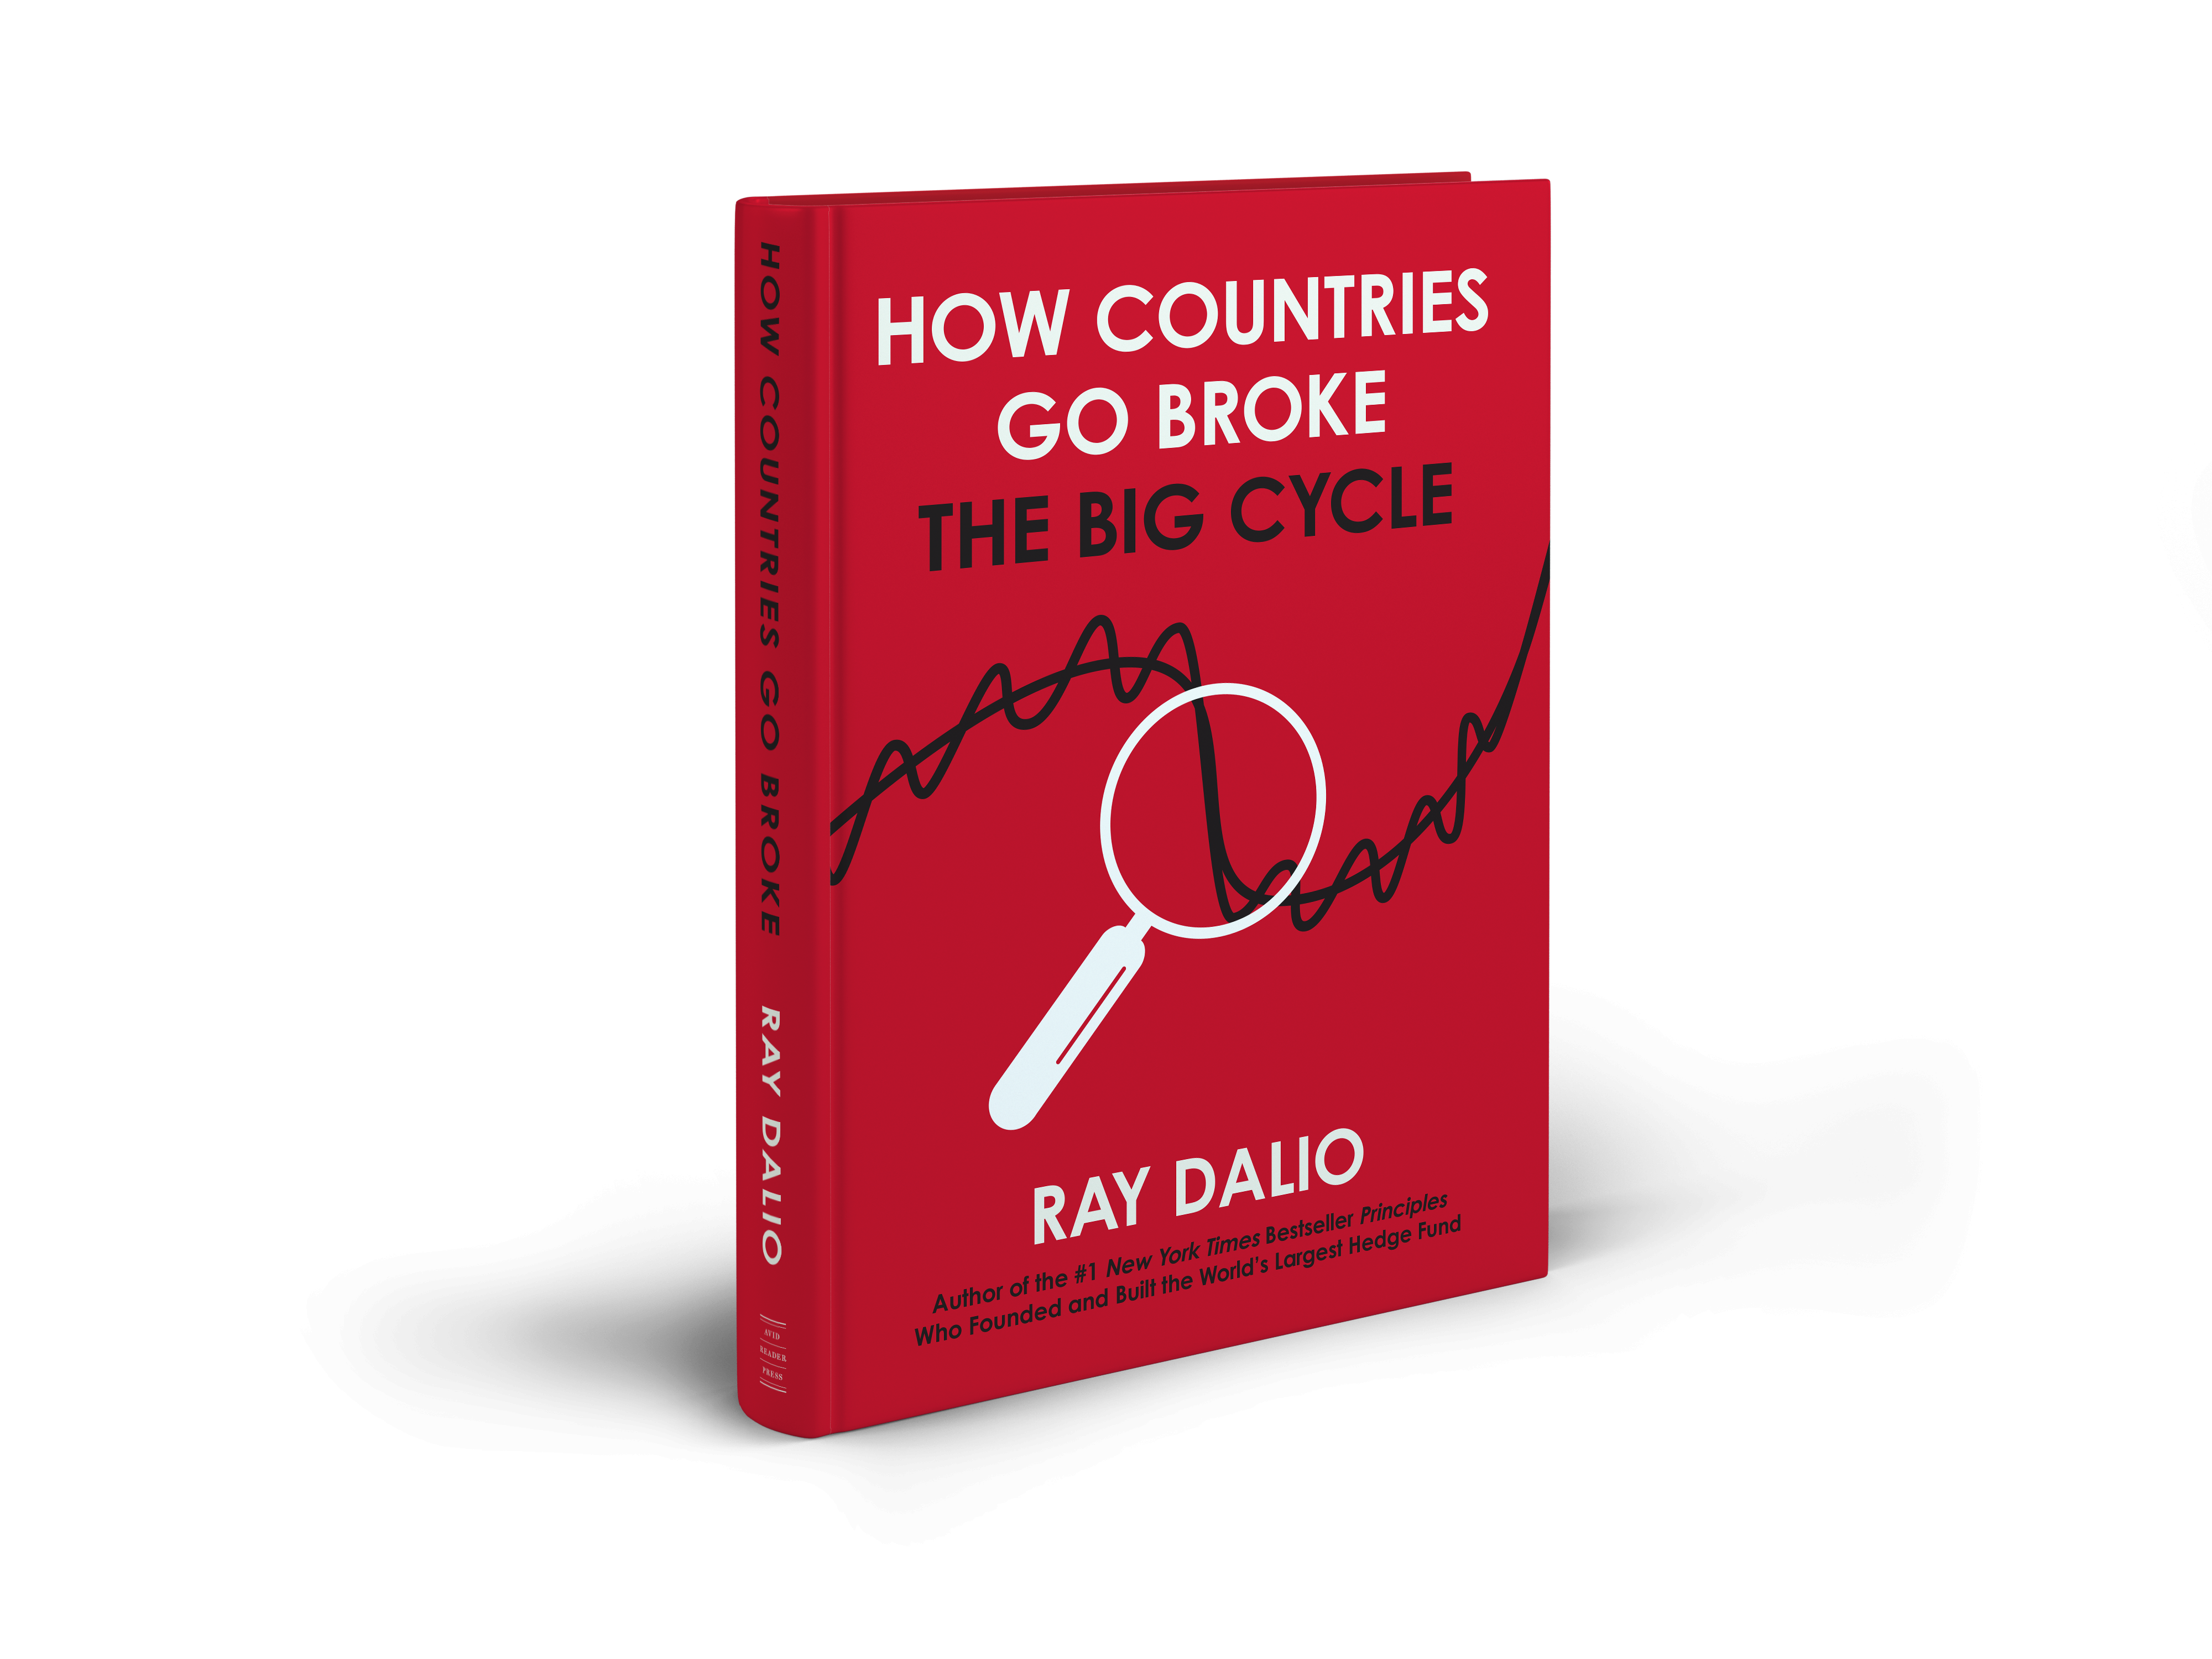 HOW COUNTRIES GO BROKE
RAY DALIO
AVID
READER
PRESS
HOW COUNTRIES
GO BROKE
THE BIG CYCLE
RAY DALIO
Author of the #1 New York Times Bestseller Principles
Who Founded and Built the World's Largest Hedge Fund